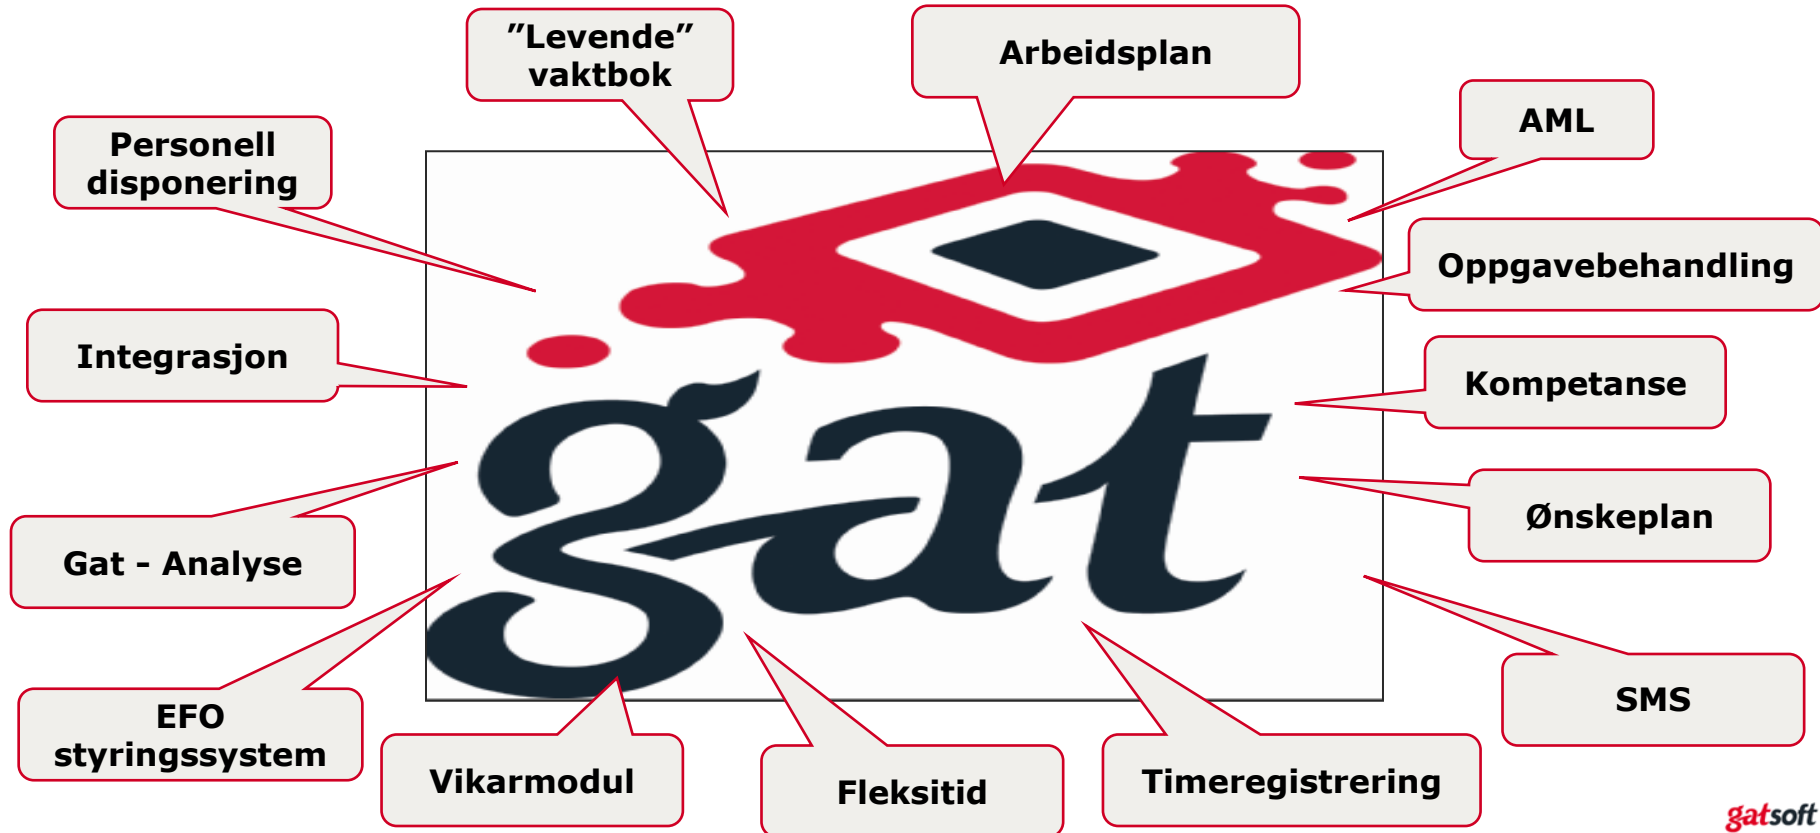 ”Levende”
vaktbok
Arbeidsplan
AML
Personell
disponering
Oppgavebehandling
Integrasjon
Kompetanse
gat
Gat - Analyse
Ønskeplan
EFO
styringssystem
SMS
Vikarmodul
Fleksitid
Timeregistrering
gatsoft